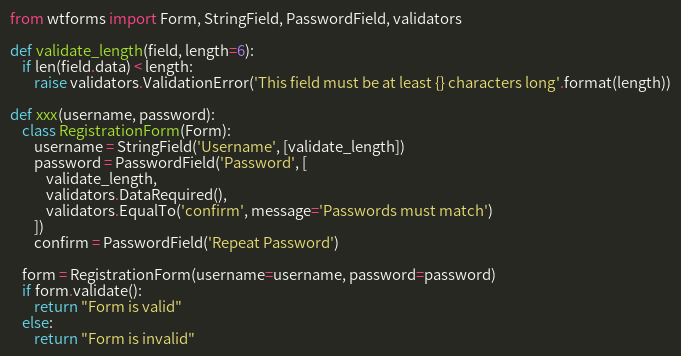 from wtforms import Form, StringField, PasswordField, validators

def validate_length(field, length=6):
    if len(field.data) < length:
        raise validators.ValidationError('This field must be at least {} characters long'.format(length))

def xxx(username, password):
    class RegistrationForm(Form):
        username = StringField('Username', [validate_length])
        password = PasswordField('Password', [
            validate_length,
            validators.DataRequired(),
            validators.EqualTo('confirm', message='Passwords must match')
        ])
        confirm = PasswordField('Repeat Password')

    form = RegistrationForm(username=username, password=password)
    if form.validate():
        return "Form is valid"
    else:
        return "Form is invalid"